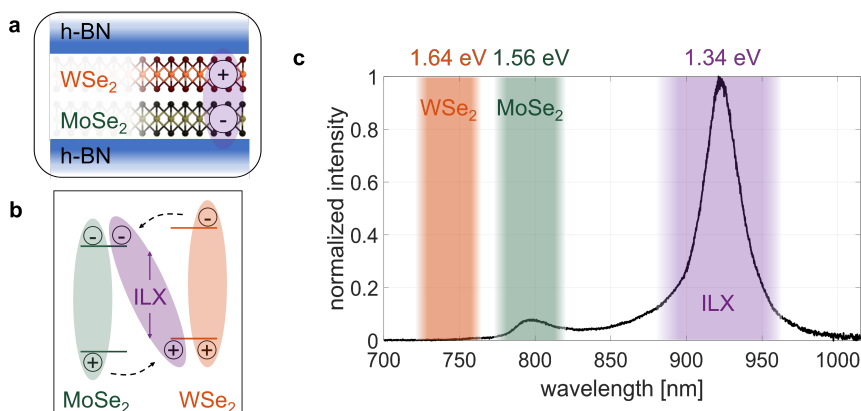 a
h-BN
WSe₂
+
MoSe₂
-
h-BN
b
- - -
ILX
+ + +
MoSe₂ WSe₂
c
1.64 eV 1.56 eV 1.34 eV
WSe₂ MoSe₂ ILX
normalized intensity
1
0.8
0.6
0.4
0.2
0
700 750 800 850 900 950 1000
wavelength [nm]